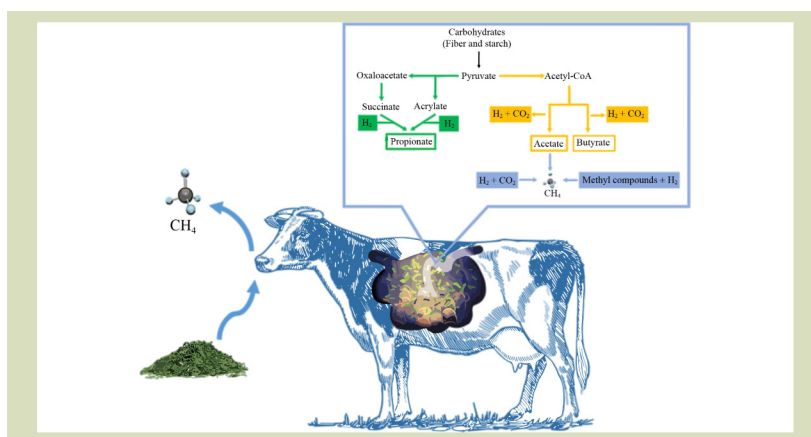 Carbohydrates
(Fiber and starch)
Oxaloacetate
Pyruvate
Acetyl-CoA
Succinate
Acrylate
H₂
H₂
Propionate
H₂ + CO₂
H₂ + CO₂
Acetate
Butyrate
H₂ + CO₂
Methyl compounds + H₂
CH₄
CH₄